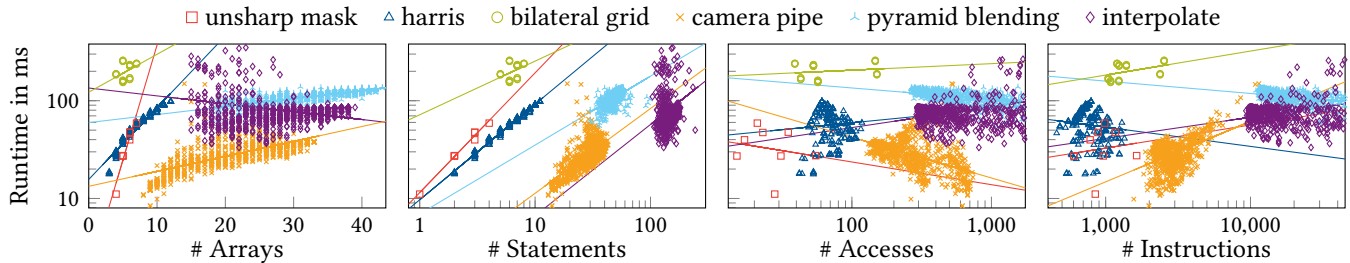 unsharp mask harris bilateral grid camera pipe pyramid blending interpolate
Runtime in ms
100
10
0 10 20 30 40
1 10 100
100 1,000
1,000 10,000
# Arrays # Statements # Accesses # Instructions